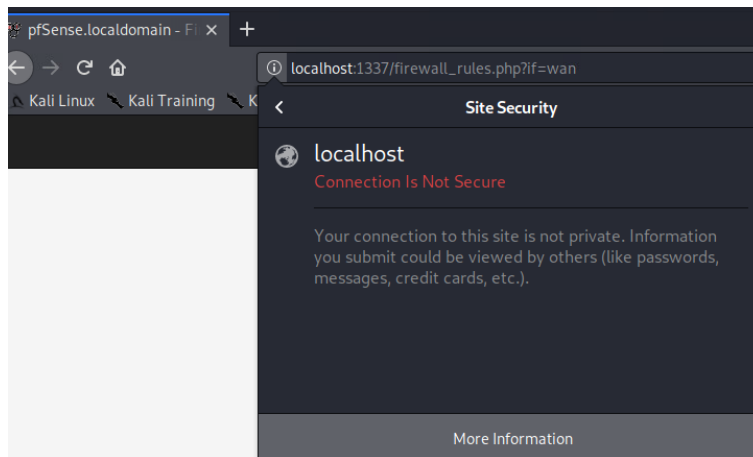 pfSense.localdomain - Fi
localhost:1337/firewall_rules.php?if=wan
Kali Linux Kali Training K
Site Security
localhost
Connection Is Not Secure
Your connection to this site is not private. Information
you submit could be viewed by others (like passwords,
messages, credit cards, etc.).
More Information